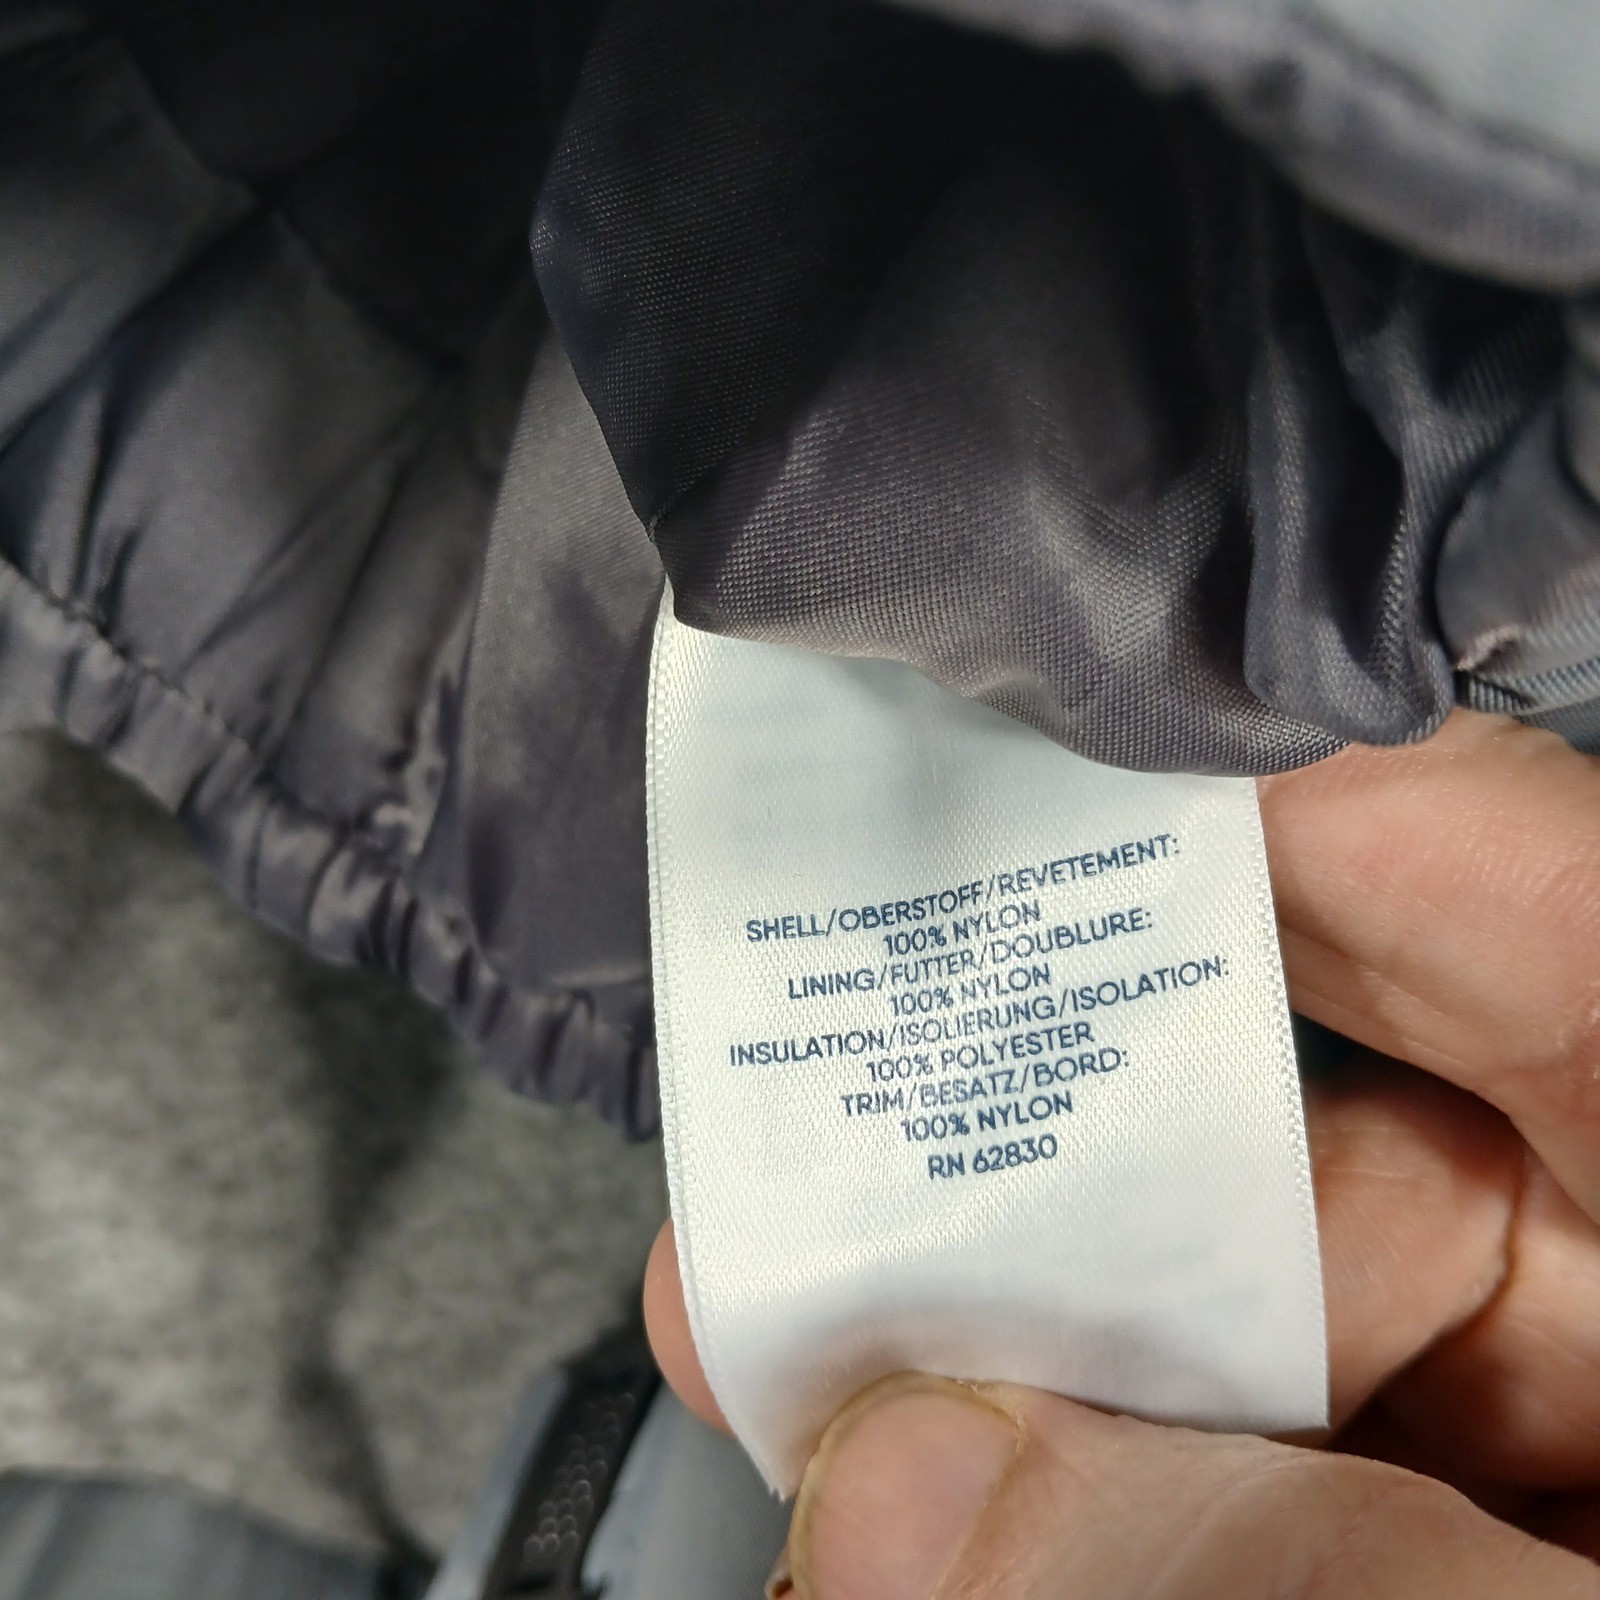 SHELL/OBERSTOFF/REVETEMENT:
100% NYLON
LINING/FUTTER/DOUBLURE:
100% NYLON
INSULATION/ISOLIERUNG/ISOLATION:
100% POLYESTER
TRIM/BESATZ/BORD:
100% NYLON
RN 62830